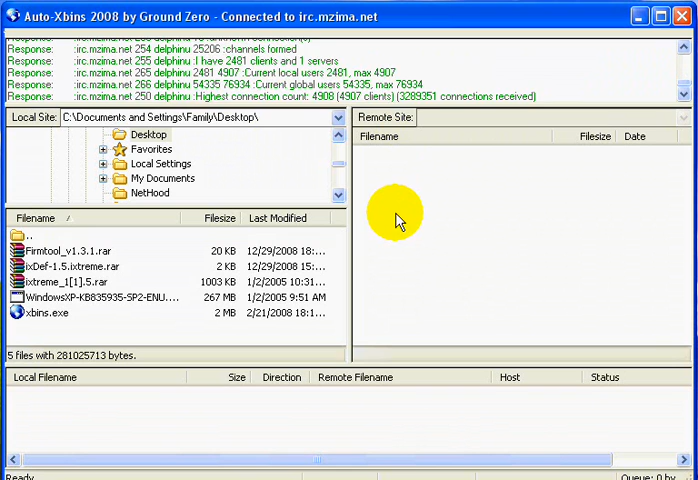 Auto-Xbins 2008 by Ground Zero - Connected to irc.mzima.net
Response: :irc.mzima.net 254 delphinu 25206 :channels formed
Response: :irc.mzima.net 255 delphinu :I have 2481 clients and 1 servers
Response: :irc.mzima.net 265 delphinu 2481 4907 :Current local users 2481, max 4907
Response: :irc.mzima.net 266 delphinu 54335 76934 :Current global users 54335, max 76934
Response: :irc.mzima.net 250 delphinu :Highest connection count: 4908 (4907 clients) (3289351 connections received)
Local Site: C:\Documents and Settings\Family\Desktop\
Desktop
Favorites
Local Settings
My Documents
NetHood
Filename / Filesize Last Modified
..
Firmtool_v1.3.1.rar 20 KB 12/29/2008 18:...
ixDef-1.5.ixtreme.rar 2 KB 12/29/2008 15:...
ixtreme_1[1].5.rar 1003 KB 1/2/2005 10:31...
WindowsXP-KB835935-SP2-ENU.... 267 MB 1/2/2005 9:51 AM
xbins.exe 2 MB 2/21/2008 18:1...
5 files with 281025713 bytes.
Remote Site:
Filename Filesize Date
Local Filename Size Direction Remote Filename Host Status
Ready Queue: 0 by